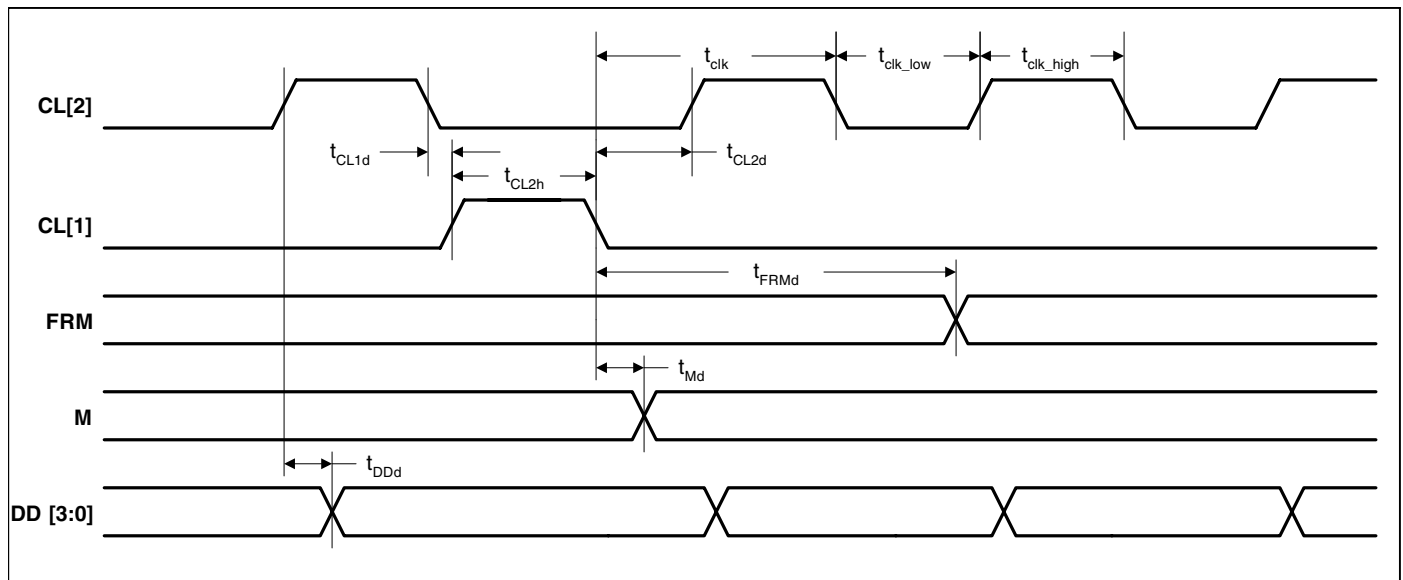 t_clk t_clk_low t_clk_high
CL[2]
t_CL1d t_CL2d
t_CL2h
CL[1]
t_FRMd
FRM
t_Md
M
t_DDd
DD [3:0]